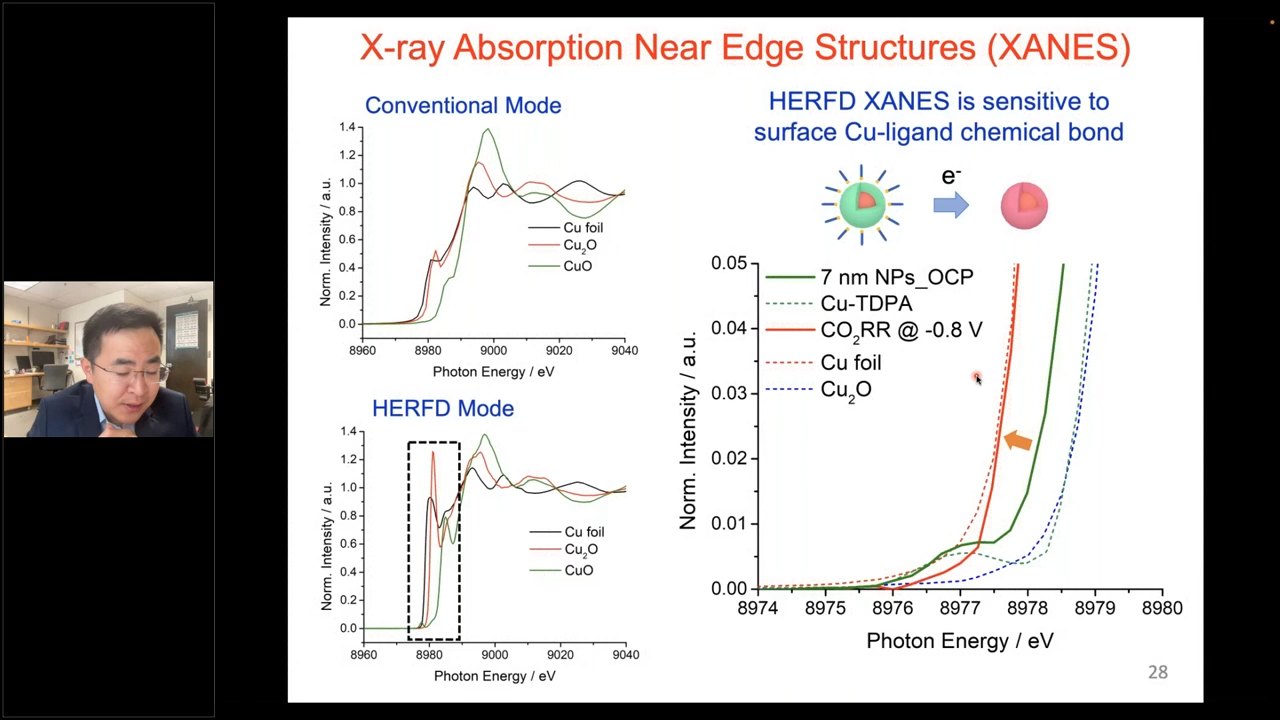 X-ray Absorption Near Edge Structures (XANES)
Conventional Mode
1.4
1.2
1.0
0.8
0.6
0.4
0.2
0.0
Norm. Intensity / a.u.
Cu foil
Cu₂O
CuO
8960 8980 9000 9020 9040
Photon Energy / eV
HERFD Mode
1.4
1.2
1.0
0.8
0.6
0.4
0.2
0.0
Norm. Intensity / a.u.
Cu foil
Cu₂O
CuO
8960 8980 9000 9020 9040
Photon Energy / eV
HERFD XANES is sensitive to
surface Cu-ligand chemical bond
e⁻
0.05
0.04
0.03
0.02
0.01
0.00
Norm. Intensity / a.u.
7 nm NPs_OCP
Cu-TDPA
CO₂RR @ -0.8 V
Cu foil
Cu₂O
8974 8975 8976 8977 8978 8979 8980
Photon Energy / eV
28